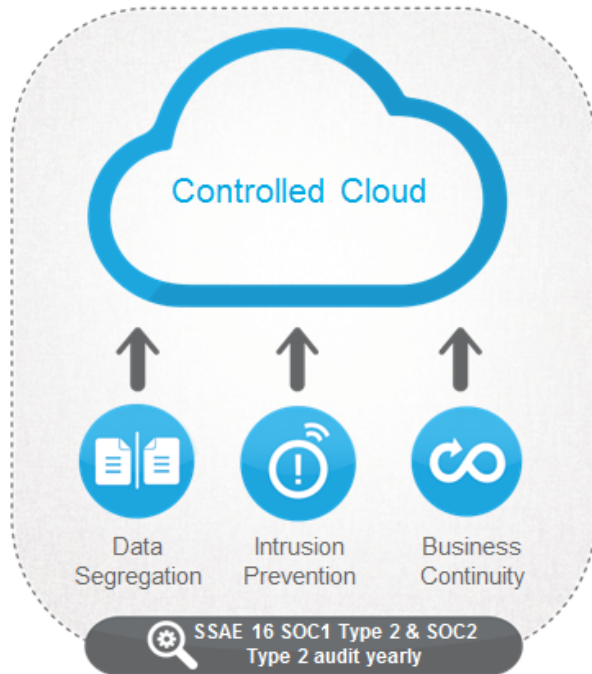 Controlled Cloud
Data
Segregation
Intrusion
Prevention
Business
Continuity
SSAE 16 SOC1 Type 2 & SOC2
Type 2 audit yearly